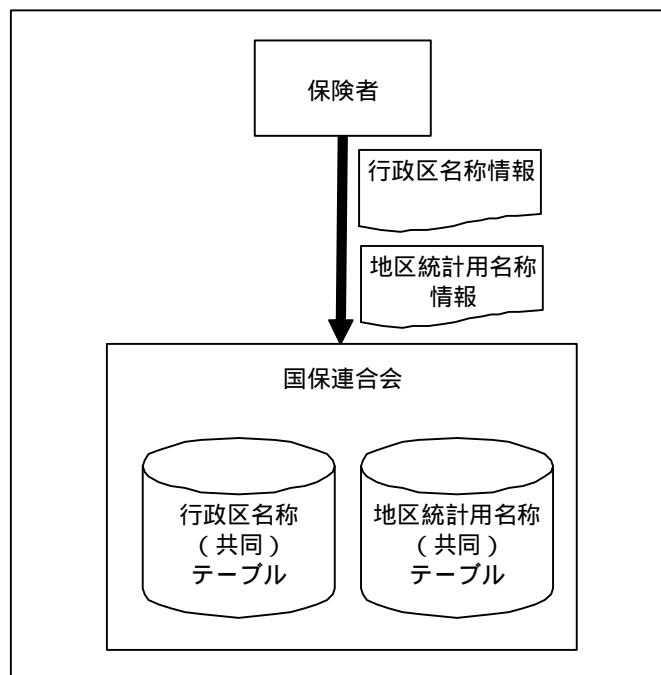 保険者
行政区名称情報
地区統計用名称
情報
国保連合会
行政区名称
（共同）
テーブル
地区統計用名称
（共同）
テーブル